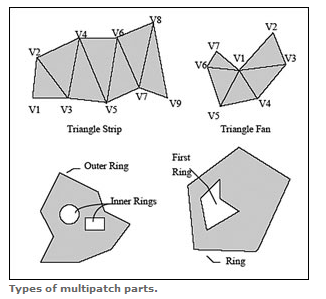 V8
V4
V6
V2
V1
V3
V5
V7
V9
Triangle Strip
V2
V7
V1
V6
V3
V4
V5
Triangle Fan
Outer Ring
Inner Rings
First
Ring
Ring
Types of multipatch parts.